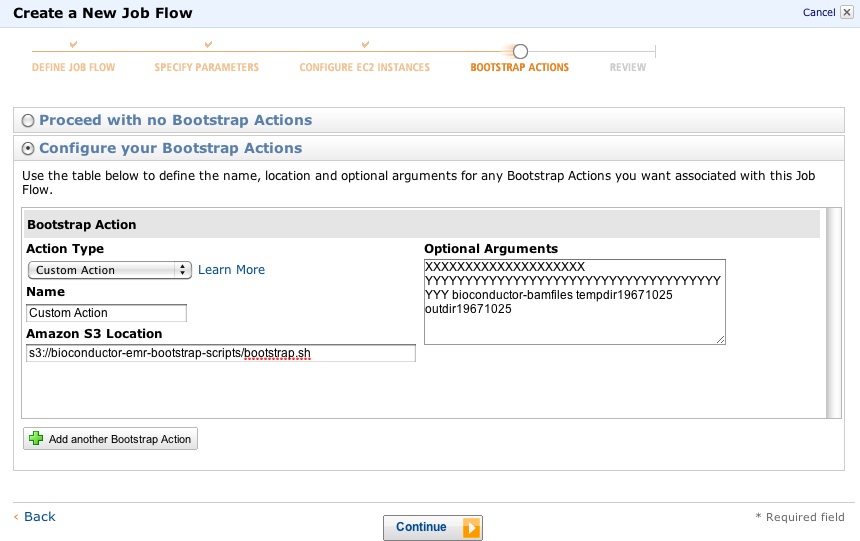 Create a New Job Flow
Cancel
DEFINE JOB FLOW
SPECIFY PARAMETERS
CONFIGURE EC2 INSTANCES
BOOTSTRAP ACTIONS
REVIEW
Proceed with no Bootstrap Actions
Configure your Bootstrap Actions
Use the table below to define the name, location and optional arguments for any Bootstrap Actions you want associated with this Job
Flow.
Bootstrap Action
Action Type
Custom Action
Learn More
Name
Custom Action
Amazon S3 Location
s3://bioconductor-emr-bootstrap-scripts/bootstrap.sh
Optional Arguments
XXXXXXXXXXXXXXXXXXXX
YYYYYYYYYYYYYYYYYYYYYYYYYYYYYYYYYYYYY
YYY bioconductor-bamfiles tempdir19671025
outdir19671025
Add another Bootstrap Action
< Back
Continue
* Required field